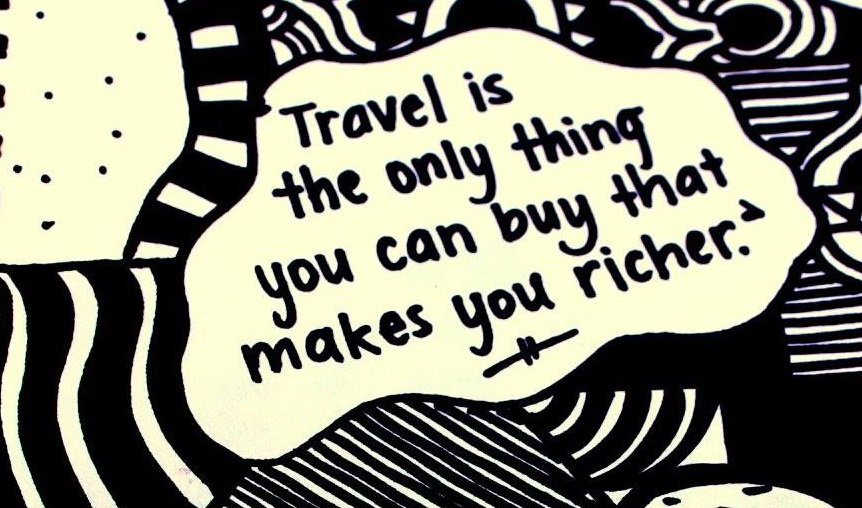 Travel is
the only thing
you can buy that
makes you richer.